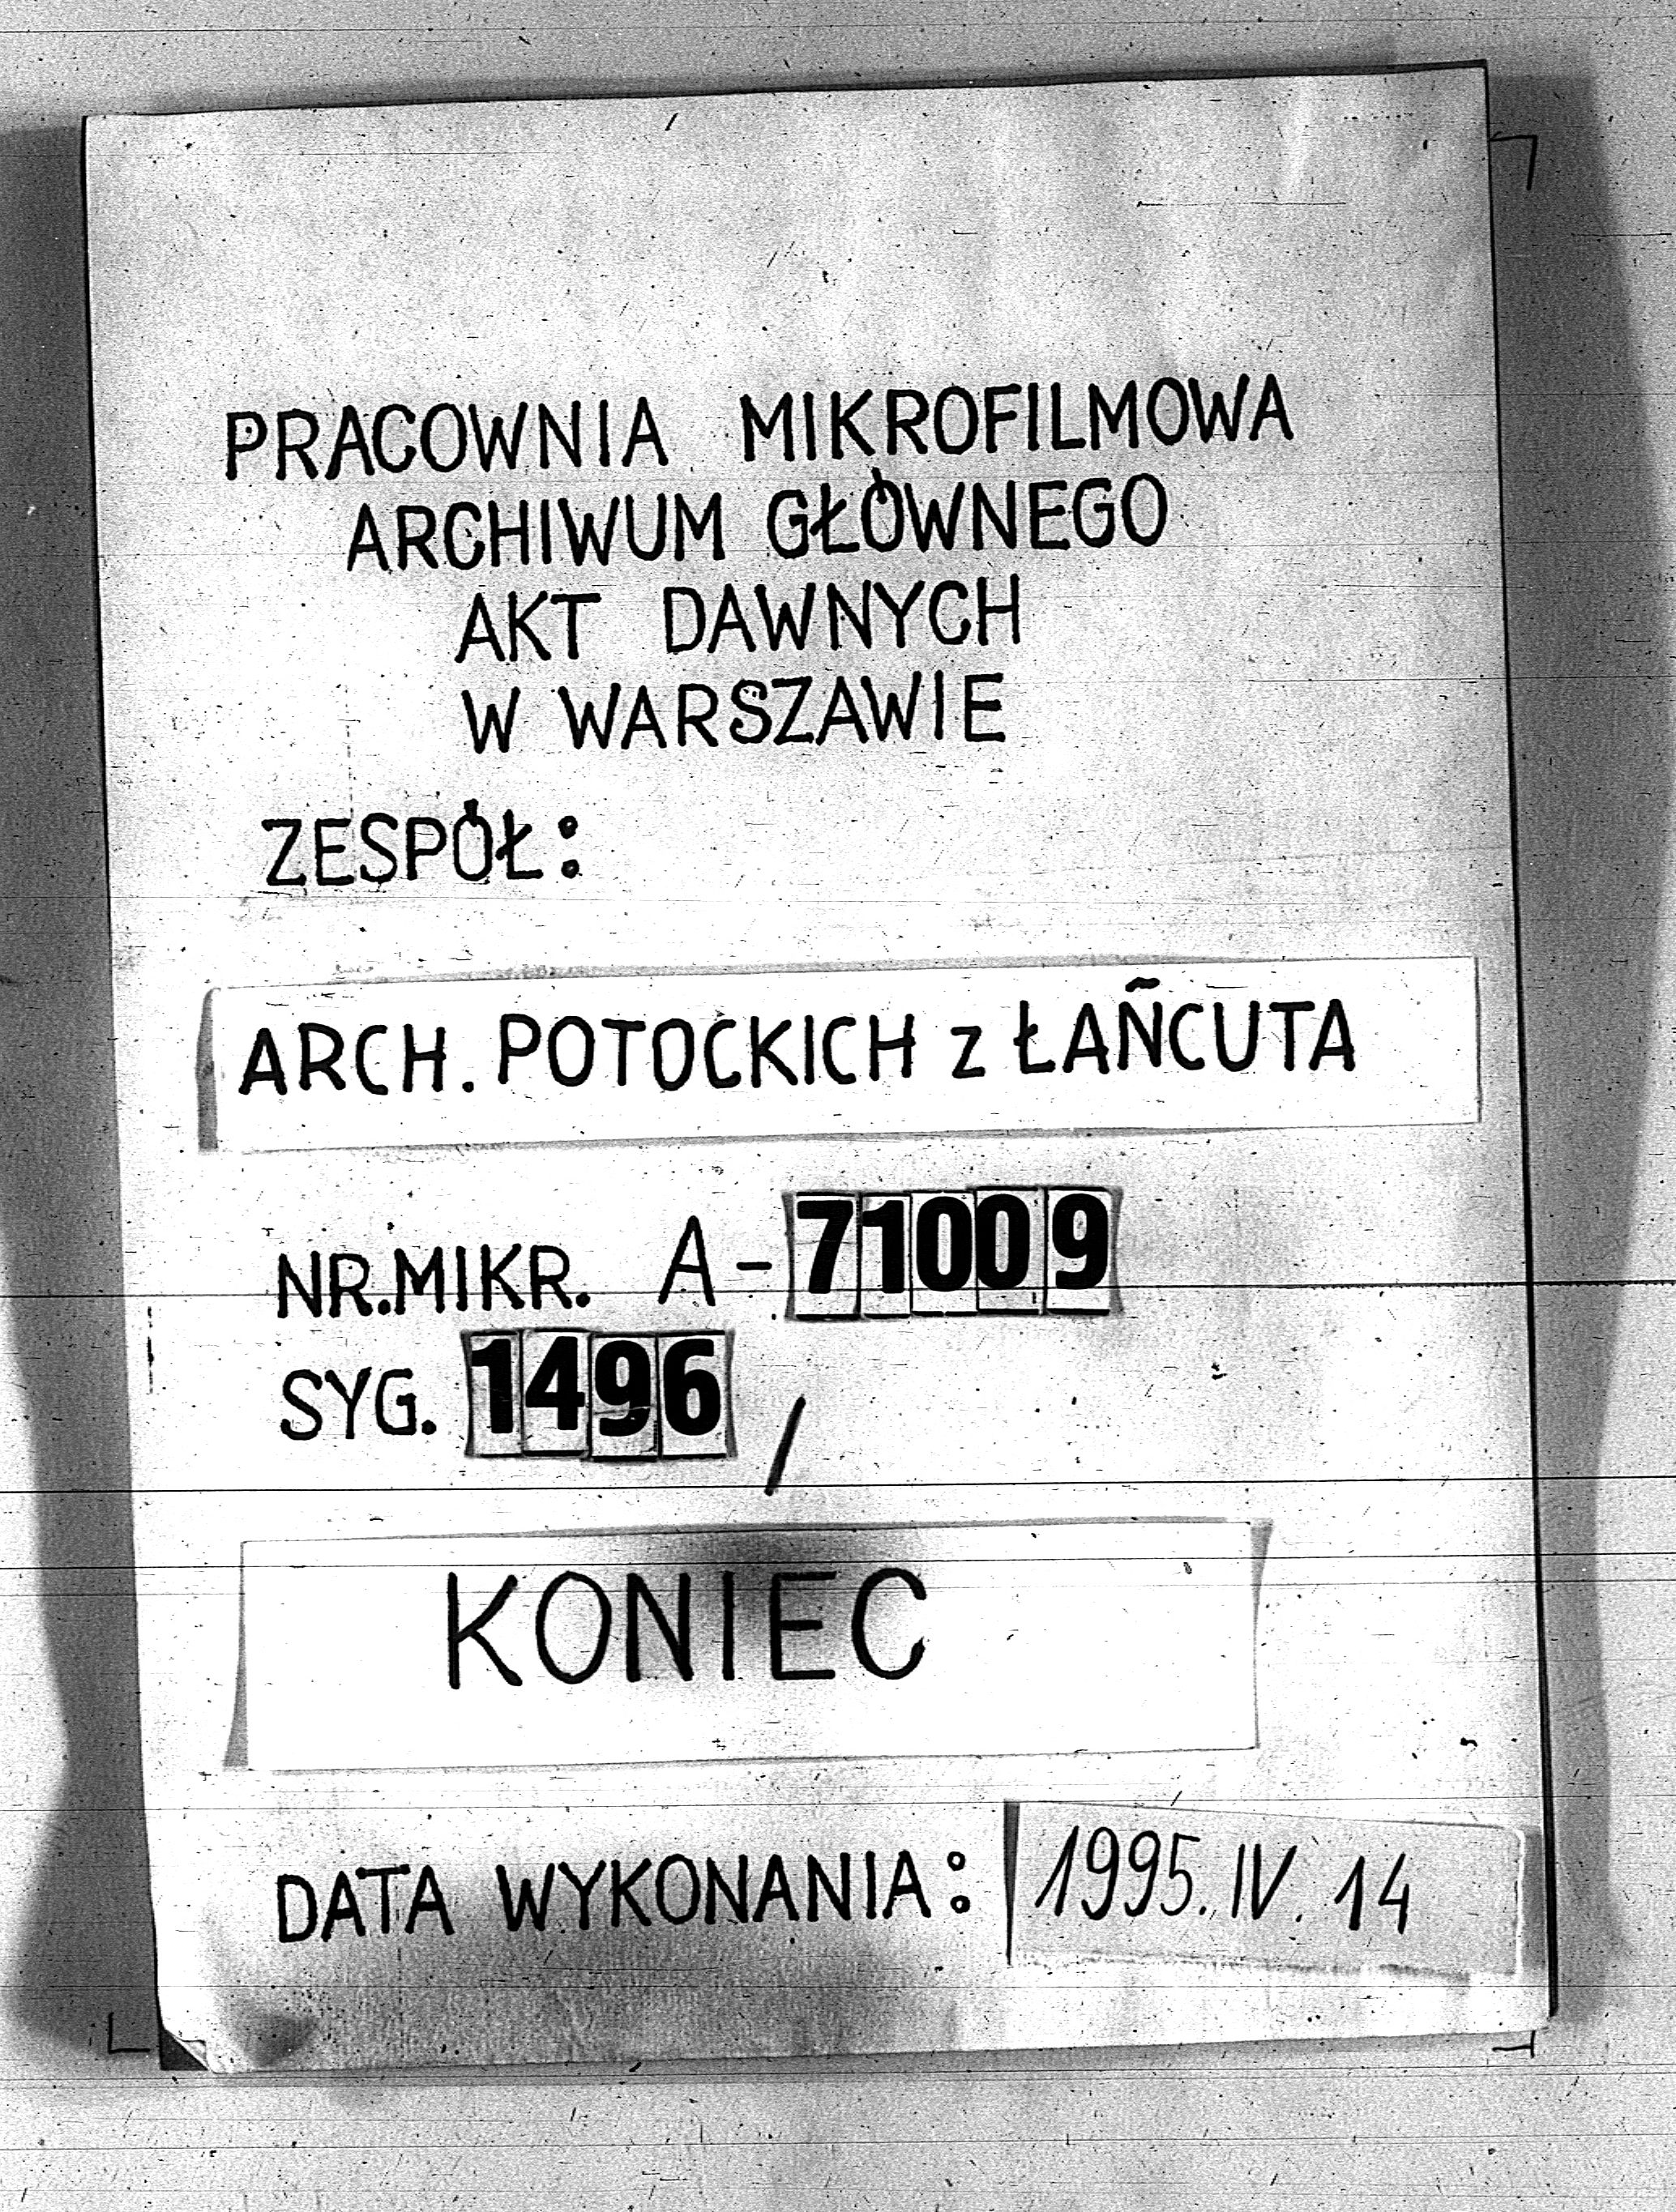 PRACOWNIA MIKROFILMOWA
ARCHIWUM GŁÓWNEGO
AKT DAWNYCH
W WARSZAWIE
ZESPÓŁ:
ARCH. POTOCKICH z ŁAŃCUTA
NR.MIKR. A-71009
SYG. 1496 /
KONIEC
DATA WYKONANIA: 1995.IV.14